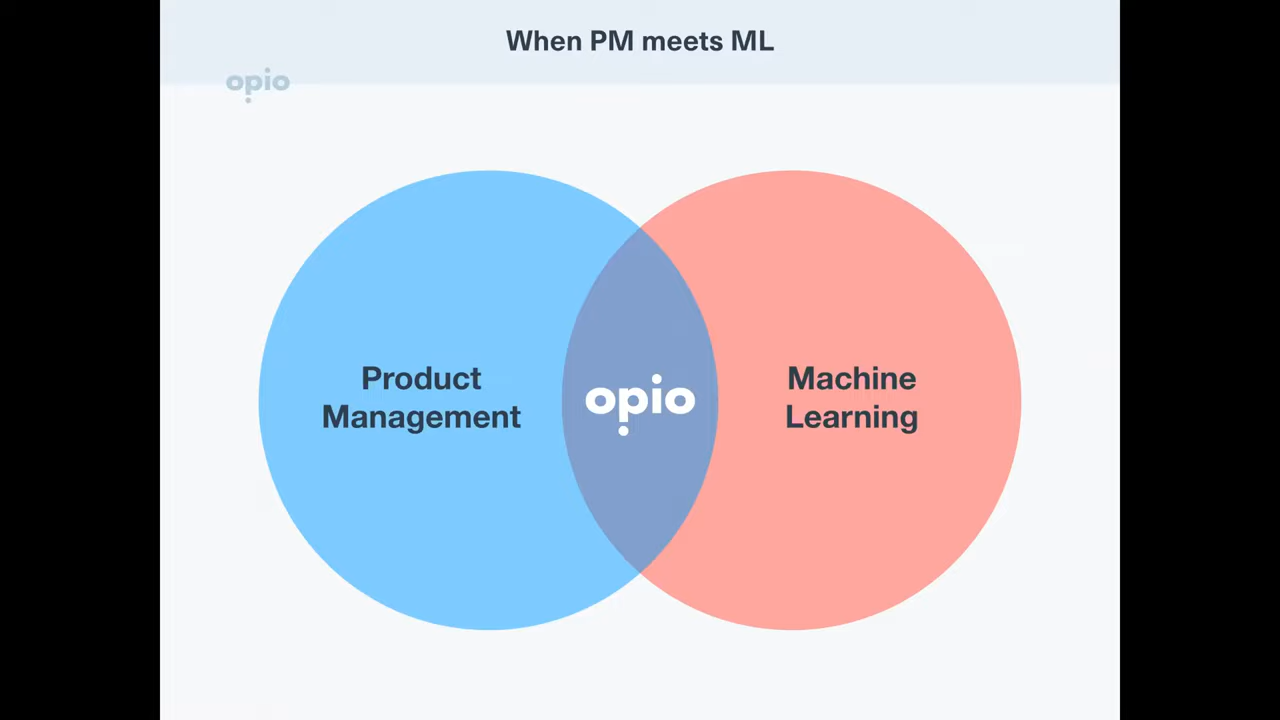 When PM meets ML
opio
Product
Management
opio
Machine
Learning